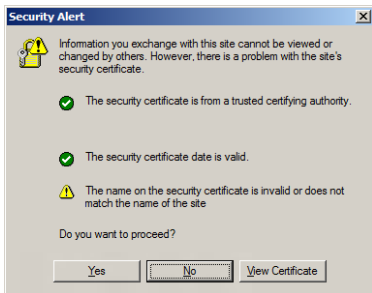 Security Alert
Information you exchange with this site cannot be viewed or
changed by others. However, there is a problem with the site's
security certificate.
The security certificate is from a trusted certifying authority.
The security certificate date is valid.
The name on the security certificate is invalid or does not
match the name of the site
Do you want to proceed?
Yes No View Certificate